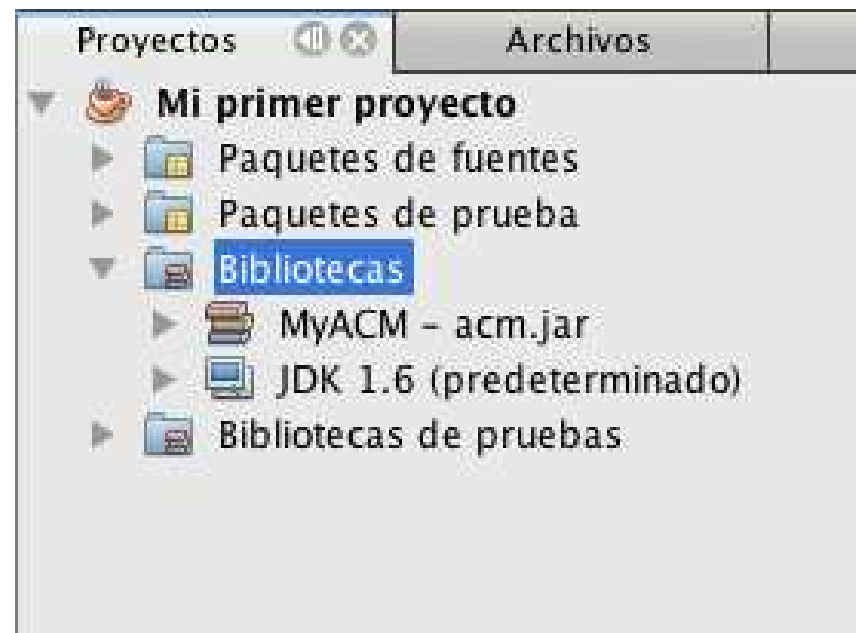 Proyectos
Archivos
Mi primer proyecto
Paquetes de fuentes
Paquetes de prueba
Bibliotecas
MyACM - acm.jar
JDK 1.6 (predeterminado)
Bibliotecas de pruebas